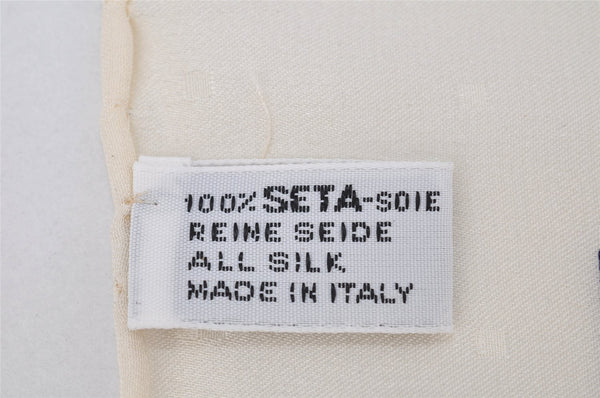 100% SETA-SOIE
REINE SEIDE
ALL SILK
MADE IN ITALY